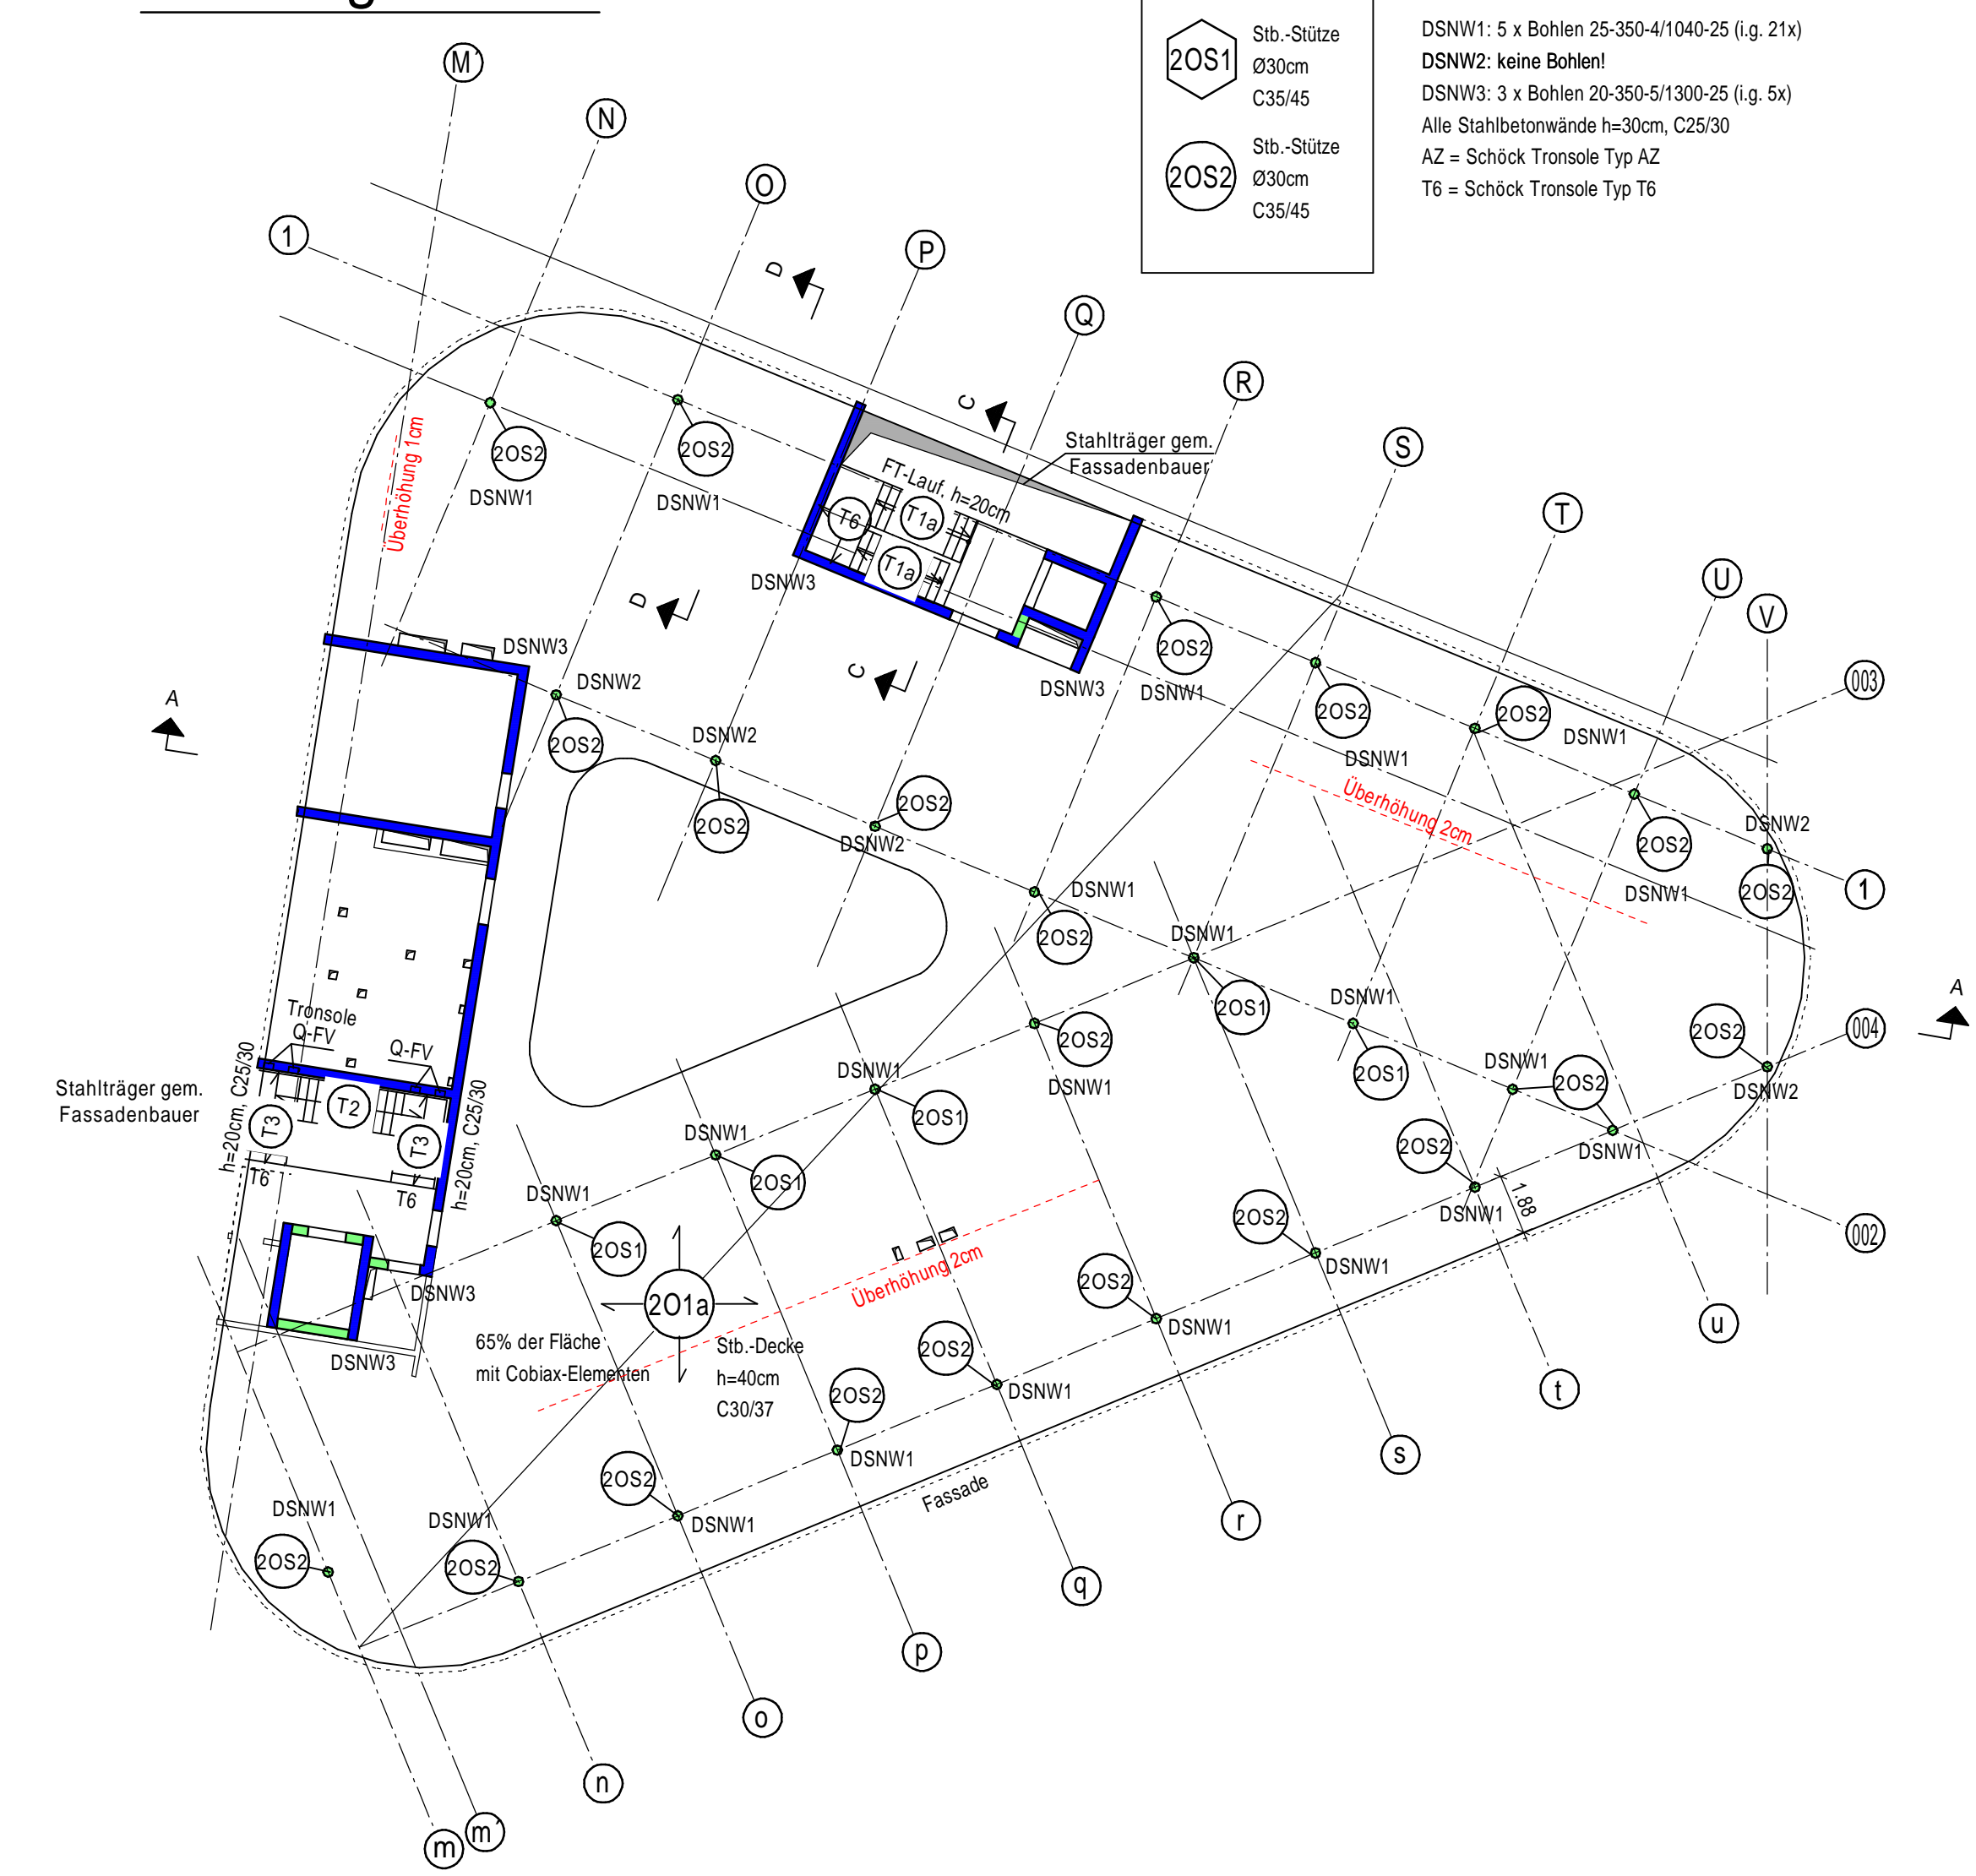 2OS1
Stb.-Stütze
Ø30cm
C35/45
2OS2
Stb.-Stütze
Ø30cm
C35/45
DSNW1: 5 x Bohlen 25-350-4/1040-25 (i.g. 21x)
DSNW2: keine Bohlen!
DSNW3: 3 x Bohlen 20-350-5/1300-25 (i.g. 5x)
Alle Stahlbetonwände h=30cm, C25/30
AZ = Schöck Tronsole Typ AZ
T6 = Schöck Tronsole Typ T6
M´
N
O
P
Q
R
S
T
U
V
1
D
C
Überhöhung 1cm
2OS2
DSNW1
2OS2
DSNW1
Stahlträger gem.
Fassadenbauer
FT-Lauf, h=20cm
T6
T1a
T1a
DSNW3
DSNW3
D
C
2OS2
DSNW1
2OS2
DSNW1
2OS2
DSNW1
003
DSNW3
DSNW2
2OS2
DSNW2
2OS2
2OS2
DSNW2
A
Überhöhung 2cm
2OS2
DSNW1
DSNW2
2OS2
1
DSNW1
2OS2
DSNW1
2OS1
DSNW1
2OS1
2OS2
DSNW1
A
004
2OS2
DSNW2
DSNW1
2OS2
DSNW1
002
Tronsole
Q-FV
Q-FV
Stahlträger gem.
Fassadenbauer
h=20cm, C25/30
h=20cm, C25/30
T3
T2
T3
T6
T6
DSNW1
2OS1
DSNW1
2OS1
DSNW1
2OS1
2OS2
DSNW1
1.88
2OS2
DSNW1
2OS2
DSNW1
2OS2
DSNW1
2OS2
DSNW1
2OS2
DSNW1
DSNW3
DSNW3
2O1a
65% der Fläche
mit Cobiax-Elementen
Stb.-Decke
h=40cm
C30/37
Überhöhung 2cm
Fassade
DSNW1
2OS2
DSNW1
2OS2
u
t
s
r
q
p
o
n
m´
m